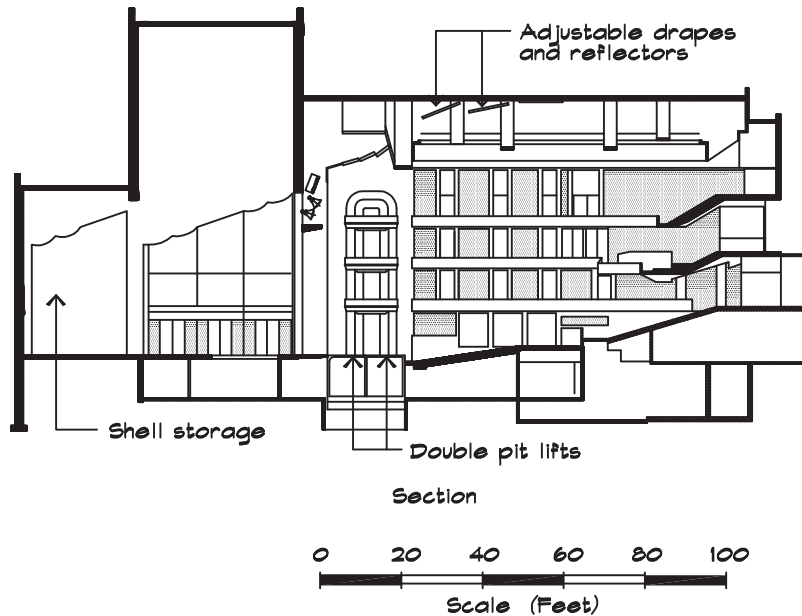 Adjustable drapes
and reflectors
Shell storage
Double pit lifts
Section
0 20 40 60 80 100
Scale (Feet)